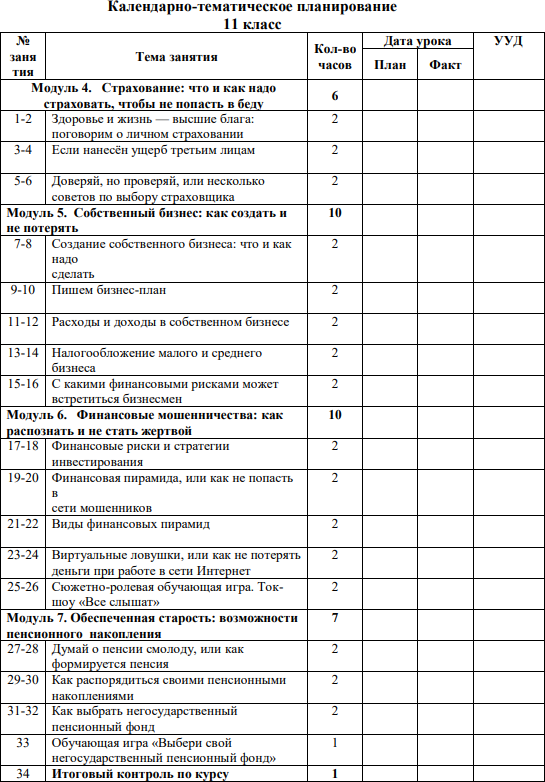 Календарно-тематическое планирование
11 класс
№ заня тия | Тема занятия | Кол-во часов | Дата урока | УУД
План | Факт
Модуль 4. Страхование: что и как надо
страховать, чтобы не попасть в беду | 6
1-2 | Здоровье и жизнь — высшие блага:
поговорим о личном страховании | 2
3-4 | Если нанесён ущерб третьим лицам | 2
5-6 | Доверяй, но проверяй, или несколько
советов по выбору страховщика | 2
Модуль 5. Собственный бизнес: как создать и
не потерять | 10
7-8 | Создание собственного бизнеса: что и как
надо
сделать | 2
9-10 | Пишем бизнес-план | 2
11-12 | Расходы и доходы в собственном бизнесе | 2
13-14 | Налогообложение малого и среднего
бизнеса | 2
15-16 | С какими финансовыми рисками может
встретиться бизнесмен | 2
Модуль 6. Финансовые мошенничества: как
распознать и не стать жертвой | 10
17-18 | Финансовые риски и стратегии
инвестирования | 2
19-20 | Финансовая пирамида, или как не попасть
в
сети мошенников | 2
21-22 | Виды финансовых пирамид | 2
23-24 | Виртуальные ловушки, или как не потерять
деньги при работе в сети Интернет | 2
25-26 | Сюжетно-ролевая обучающая игра. Ток-
шоу «Все слышат» | 2
Модуль 7. Обеспеченная старость: возможности
пенсионного накопления | 7
27-28 | Думай о пенсии смолоду, или как
формируется пенсия | 2
29-30 | Как распорядиться своими пенсионными
накоплениями | 2
31-32 | Как выбрать негосударственный
пенсионный фонд | 2
33 | Обучающая игра «Выбери свой
негосударственный пенсионный фонд» | 1
34 | Итоговый контроль по курсу | 1